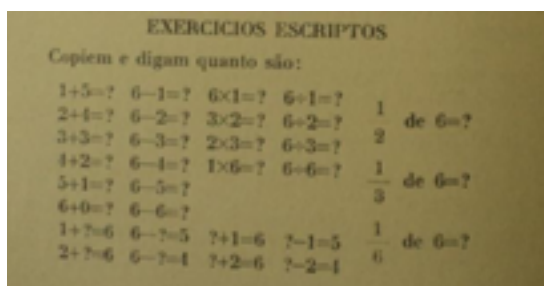 EXERCICIOS ESCRIPTOS
Copiem e digam quanto são:
1+5=? 6—1=? 6×1=? 6÷1=?
2+4=? 6—2=? 3×2=? 6÷2=? 1/2 de 6=?
3+3=? 6—3=? 2×3=? 6÷3=?
4+2=? 6—4=? 1×6=? 6÷6=? 1/3 de 6=?
5+1=? 6—5=?
6+0=? 6—6=?
1+?=6 6—?=5 ?+1=6 ?—1=5 1/6 de 6=?
2+?=6 6—?=4 ?+2=6 ?—2=4